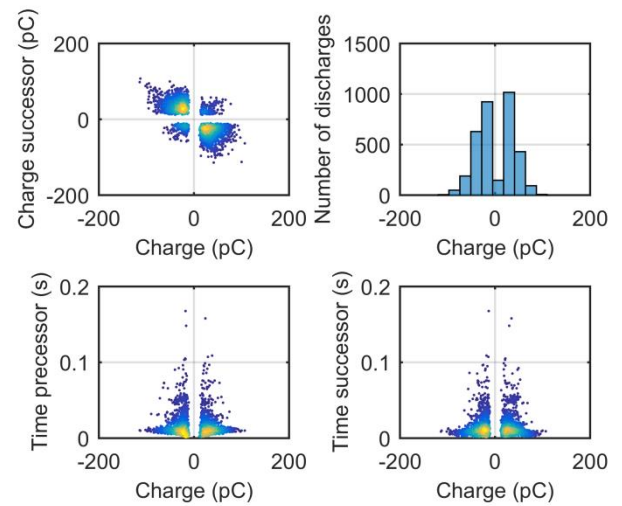 Charge successor (pC)
200
0
-200
-200 0 200
Charge (pC)
Number of discharges
1500
1000
500
0
-200 0 200
Charge (pC)
Time precessor (s)
0.2
0.1
0
-200 0 200
Charge (pC)
Time successor (s)
0.2
0.1
0
-200 0 200
Charge (pC)